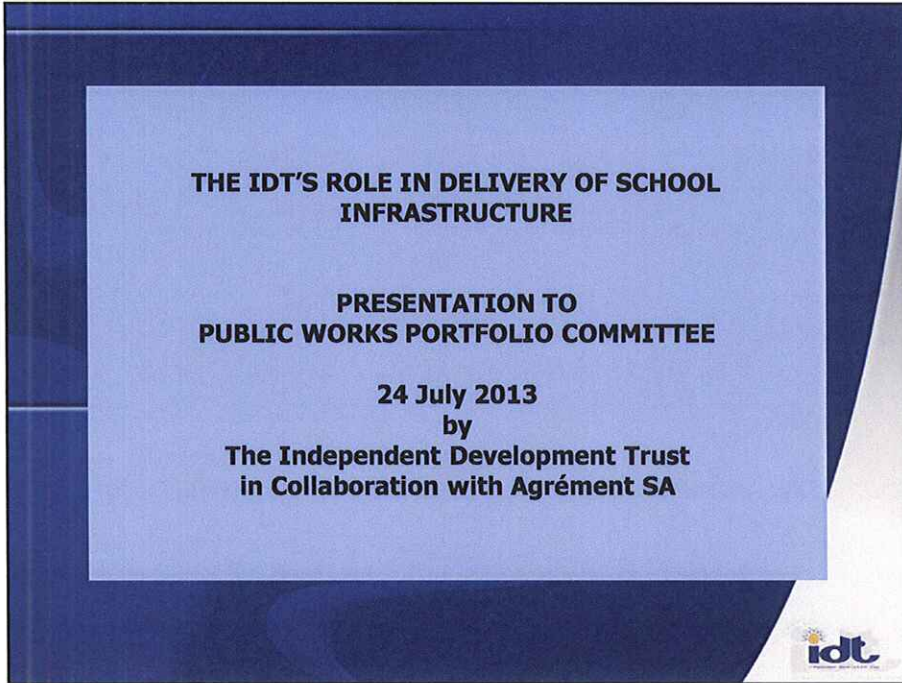 THE IDT'S ROLE IN DELIVERY OF SCHOOL
INFRASTRUCTURE
PRESENTATION TO
PUBLIC WORKS PORTFOLIO COMMITTEE
24 July 2013
by
The Independent Development Trust
in Collaboration with Agrément SA
idt